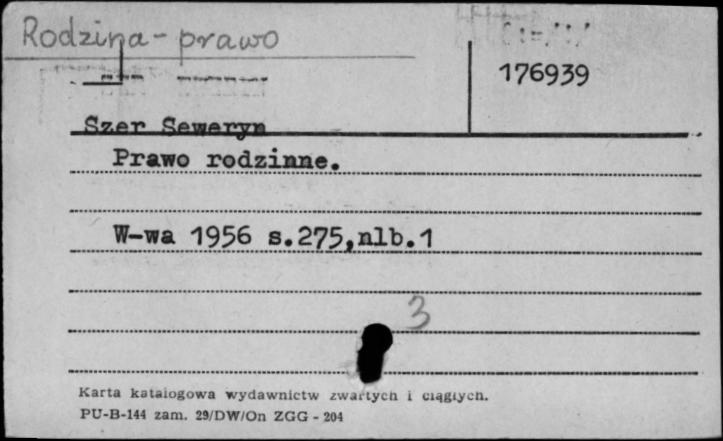 Rodzina - prawo
176939
Szer Seweryn
Prawo rodzinne.
W-wa 1956 s.275,nlb.1
3
Karta katalogowa wydawnictw zwartych i ciągłych.
PU-B-144 zam. 29/DW/On ZGG - 204